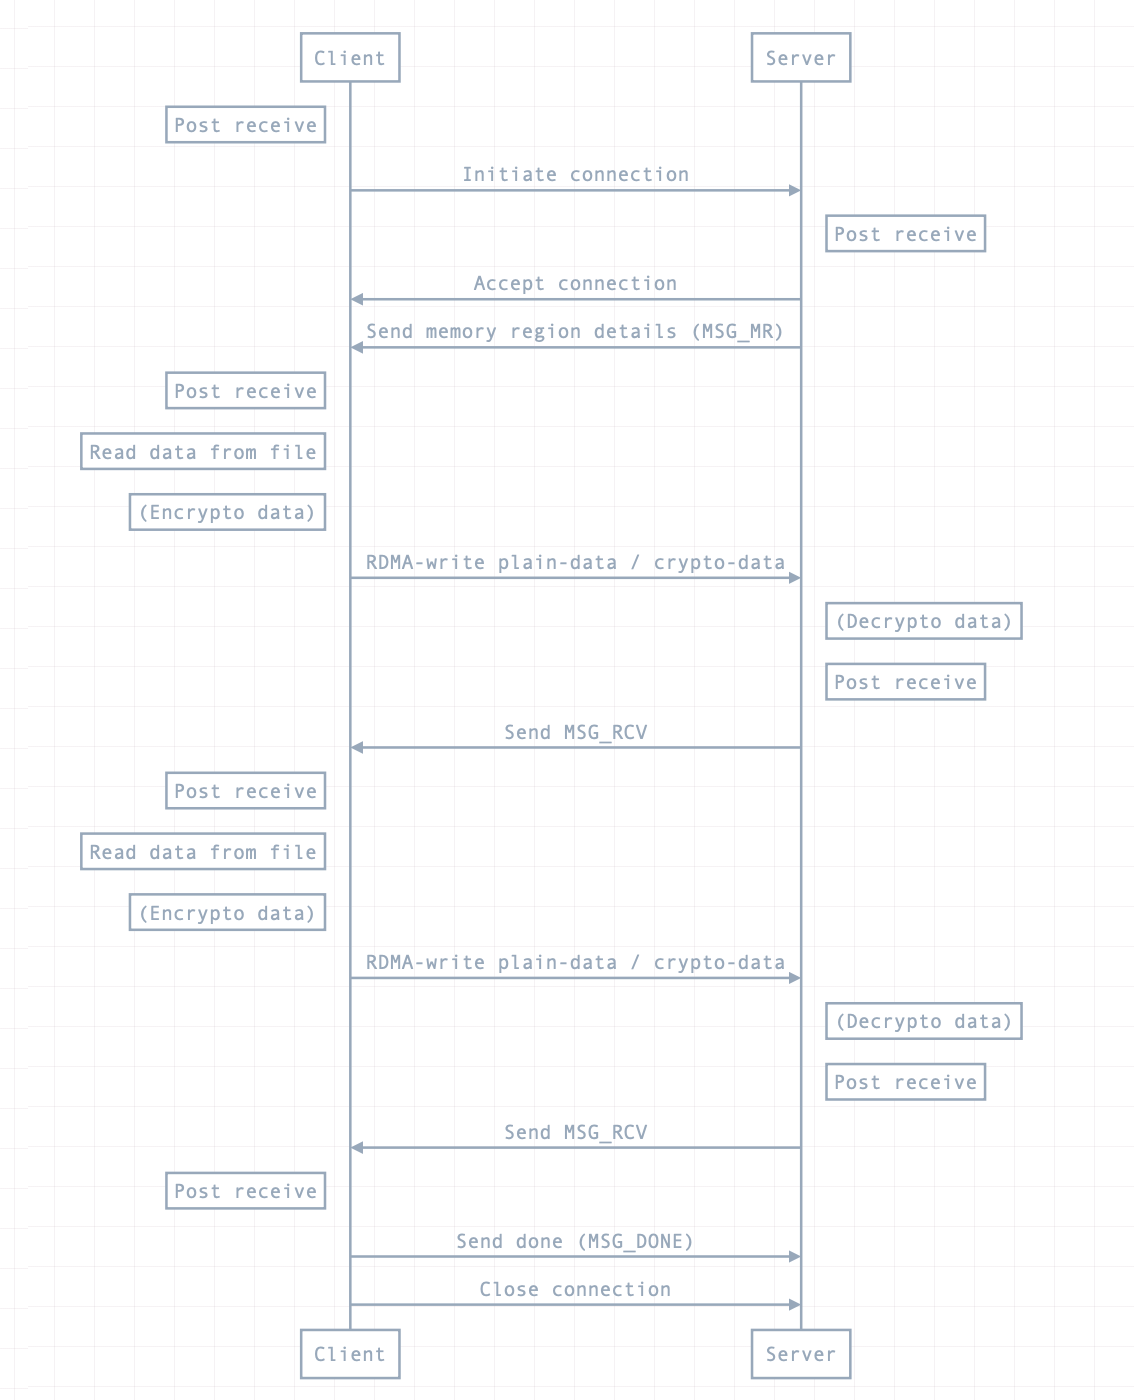 Client
Server
Post receive
Initiate connection
Post receive
Accept connection
Send memory region details (MSG_MR)
Post receive
Read data from file
(Encrypto data)
RDMA-write plain-data / crypto-data
(Decrypto data)
Post receive
Send MSG_RCV
Post receive
Read data from file
(Encrypto data)
RDMA-write plain-data / crypto-data
(Decrypto data)
Post receive
Send MSG_RCV
Post receive
Send done (MSG_DONE)
Close connection
Client
Server